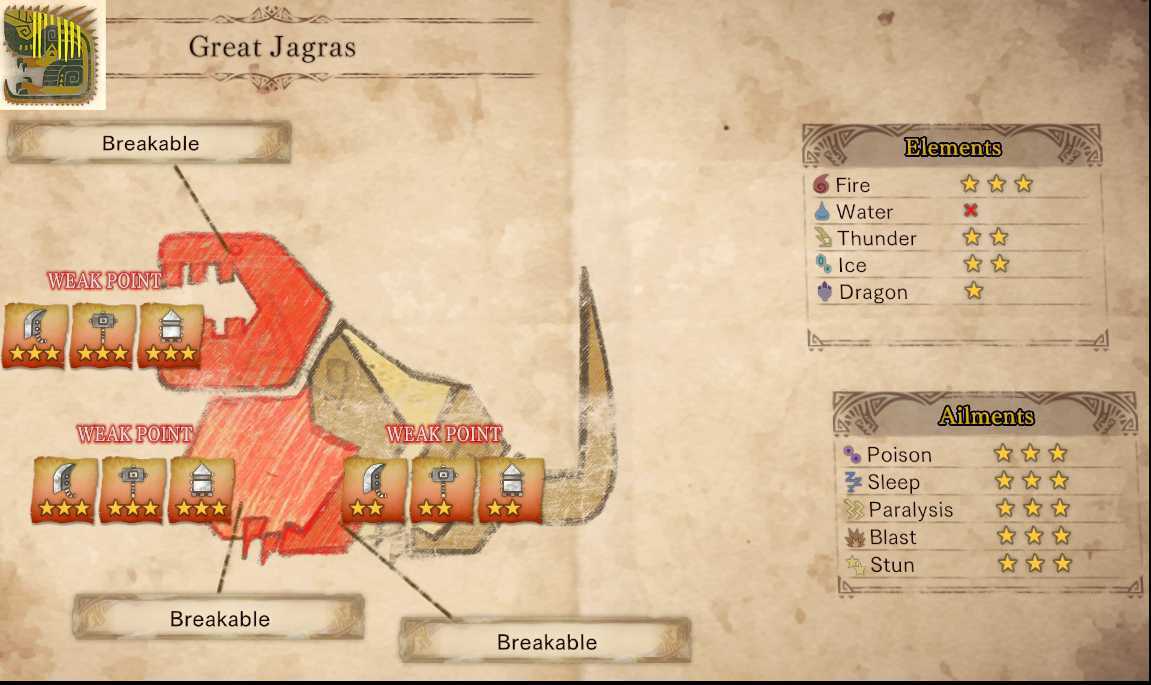 Great Jagras
Breakable
WEAK POINT
WEAK POINT
WEAK POINT
Breakable
Breakable
Elements
Fire
Water
Thunder
Ice
Dragon
Ailments
Poison
Sleep
Paralysis
Blast
Stun